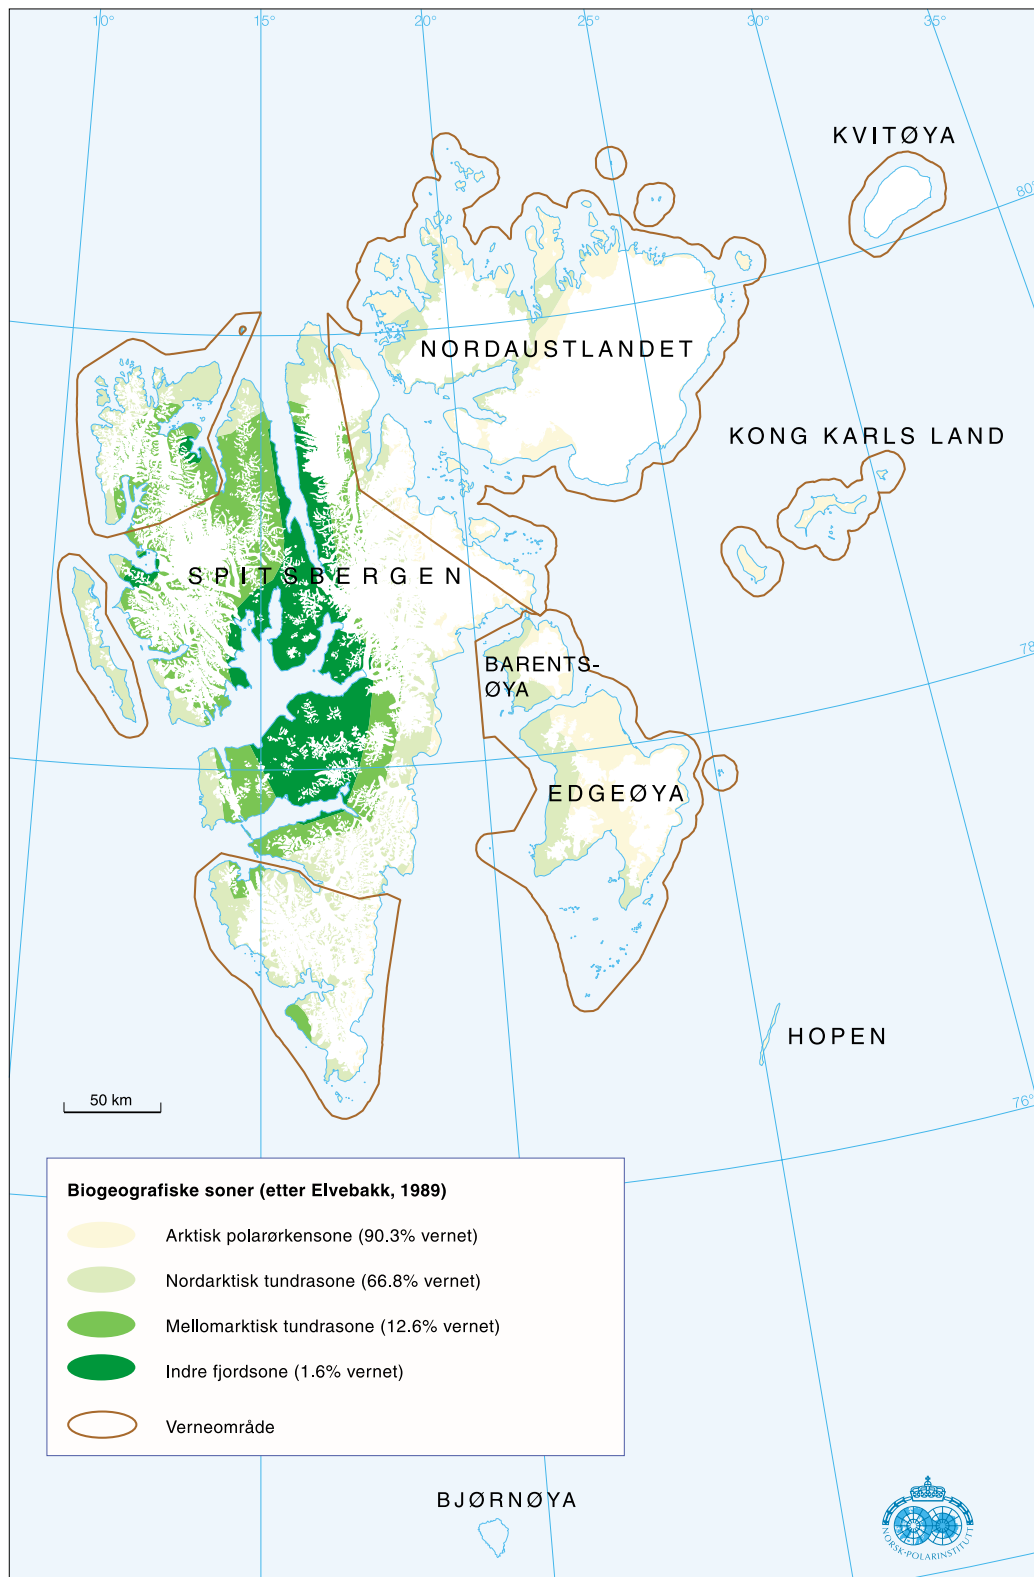 10°
15°
20°
25°
30°
35°
KVITØYA
80°
NORDAUSTLANDET
KONG KARLS LAND
SPITSBERGEN
78°
BARENTS-
ØYA
EDGEØYA
HOPEN
50 km
76°
Biogeografiske soner (etter Elvebakk, 1989)
Arktisk polarørkensone (90.3% vernet)
Nordarktisk tundrasone (66.8% vernet)
Mellomarktisk tundrasone (12.6% vernet)
Indre fjordsone (1.6% vernet)
Verneområde
BJØRNØYA
NORSK-POLARINSTITUTT